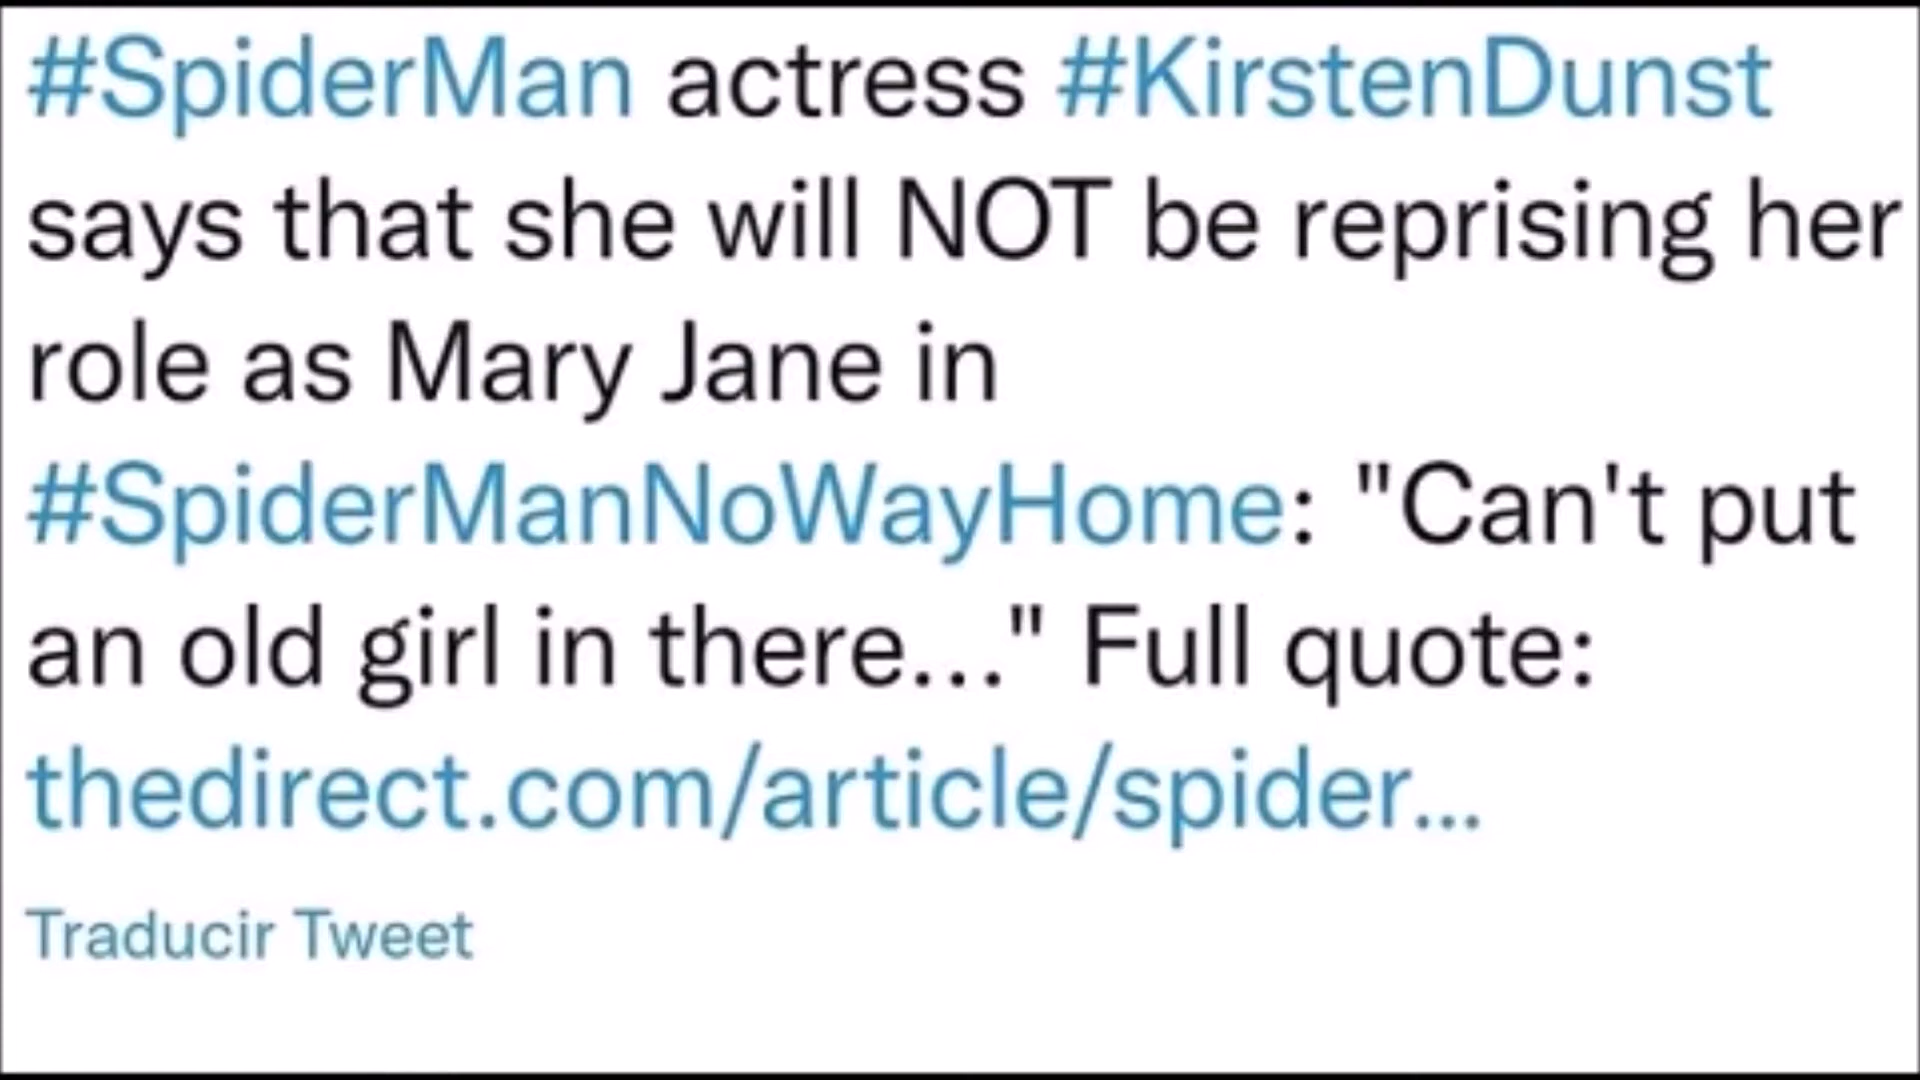 #SpiderMan actress #KirstenDunst
says that she will NOT be reprising her
role as Mary Jane in
#SpiderManNoWayHome: "Can't put
an old girl in there..." Full quote:
thedirect.com/article/spider...
Traducir Tweet